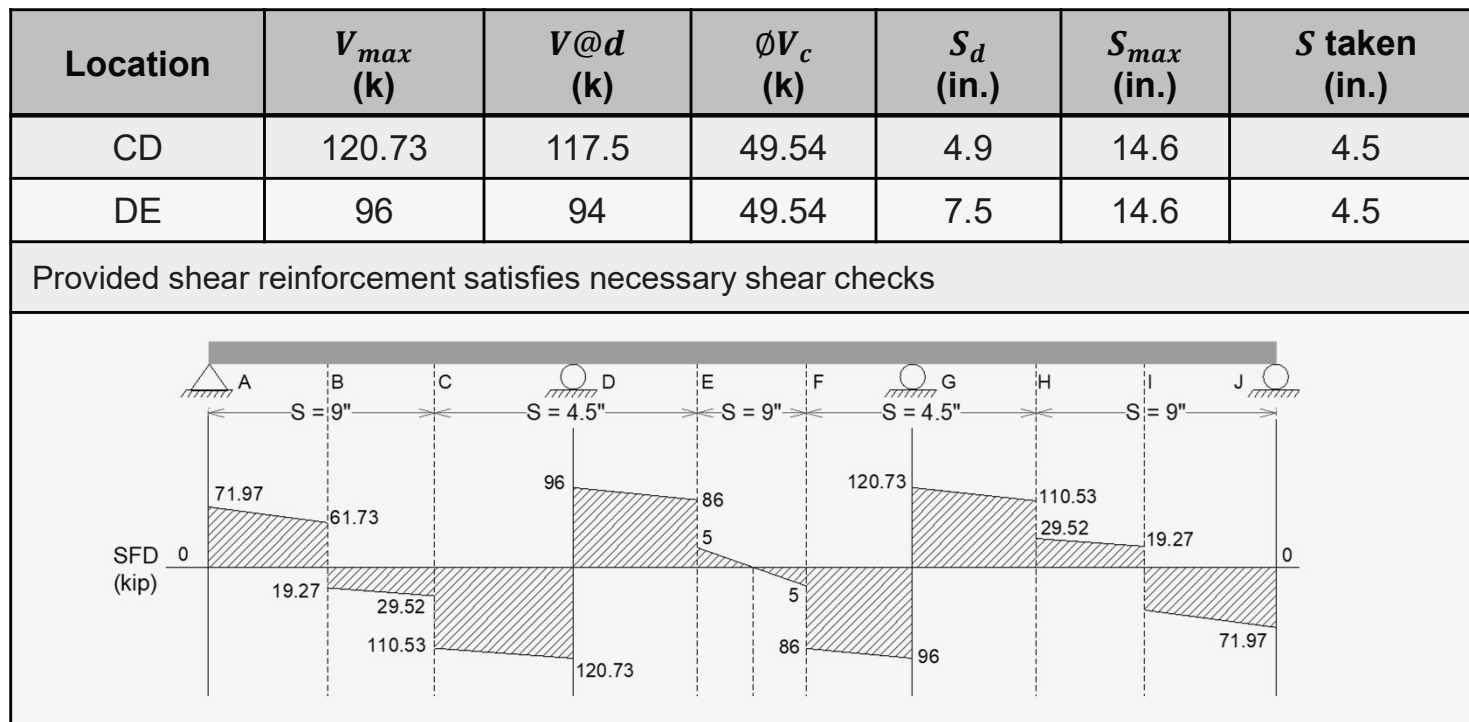 Location V_max (k) V@d (k) ∅V_c (k) S_d (in.) S_max (in.) S taken (in.)
CD 120.73 117.5 49.54 4.9 14.6 4.5
DE 96 94 49.54 7.5 14.6 4.5
Provided shear reinforcement satisfies necessary shear checks
A B C D E F G H I J
S = 9" S = 4.5" S = 9" S = 4.5" S = 9"
71.97 61.73 96 86 120.73 110.53
5 29.52 19.27
SFD 0 0
(kip)
19.27 29.52 5
110.53 120.73 86 96 71.97